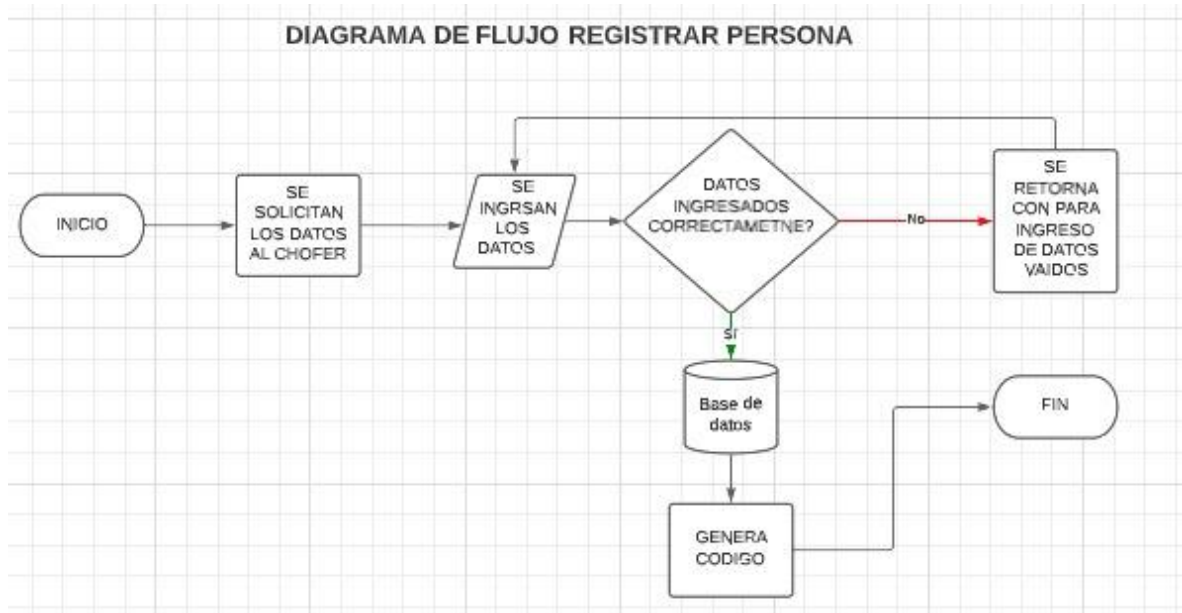 DIAGRAMA DE FLUJO REGISTRAR PERSONA
INICIO
SE
SOLICITAN
LOS DATOS
AL CHOFER
SE
INGRSAN
LOS
DATOS
DATOS
INGRESADOS
CORRECTAMETNE?
No
SE
RETORNA
CON PARA
INGRESO
DE DATOS
VAIDOS
SI
Base de
datos
GENERA
CODIGO
FIN